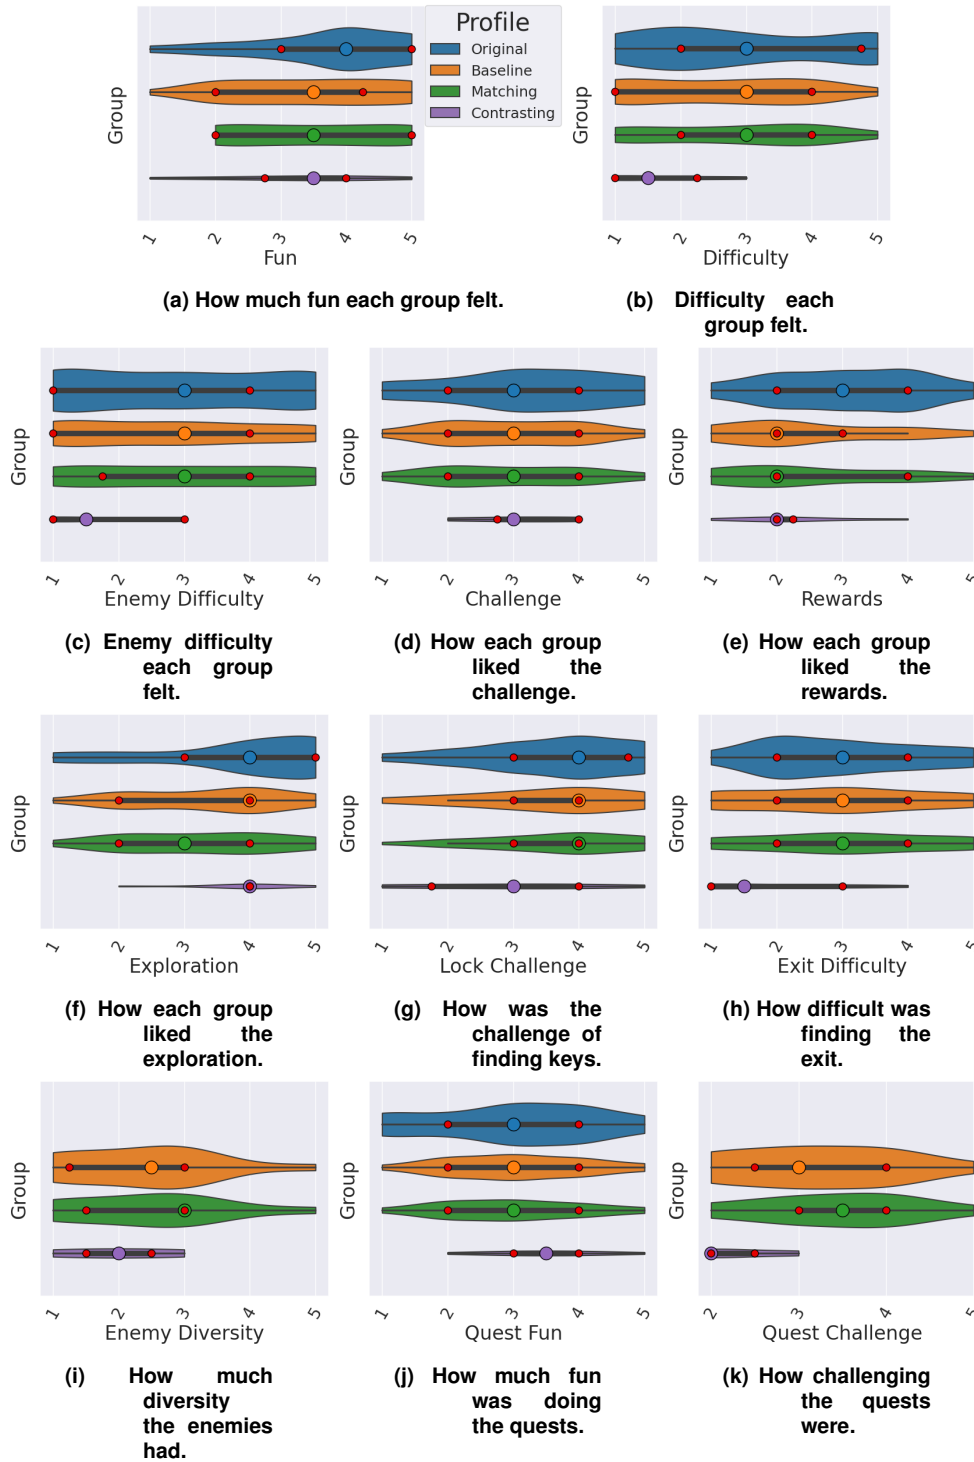 Profile
Original
Baseline
Matching
Contrasting
Group
1 2 3 4 5
Fun
(a) How much fun each group felt.
Group
1 2 3 4 5
Difficulty
(b) Difficulty each
group felt.
Group
1 2 3 4 5
Enemy Difficulty
(c) Enemy difficulty
each group
felt.
Group
1 2 3 4 5
Challenge
(d) How each group
liked the
challenge.
Group
1 2 3 4 5
Rewards
(e) How each group
liked the
rewards.
Group
1 2 3 4 5
Exploration
(f) How each group
liked the
exploration.
Group
1 2 3 4 5
Lock Challenge
(g) How was the
challenge of
finding keys.
Group
1 2 3 4 5
Exit Difficulty
(h) How difficult was
finding the
exit.
Group
1 2 3 4 5
Enemy Diversity
(i) How much
diversity
the enemies
had.
Group
1 2 3 4 5
Quest Fun
(j) How much fun
was doing
the quests.
Group
2 3 4 5
Quest Challenge
(k) How challenging
the quests
were.